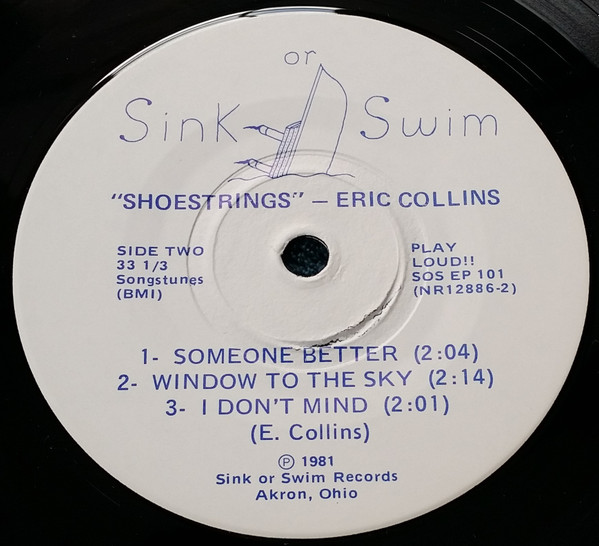 or
Sink Swim
"SHOESTRINGS" – ERIC COLLINS
SIDE TWO
33 1/3
Songstunes
(BMI)
PLAY
LOUD!!
SOS EP 101
(NR12886-2)
1- SOMEONE BETTER (2:04)
2- WINDOW TO THE SKY (2:14)
3- I DON'T MIND (2:01)
(E. Collins)
℗ 1981
Sink or Swim Records
Akron, Ohio